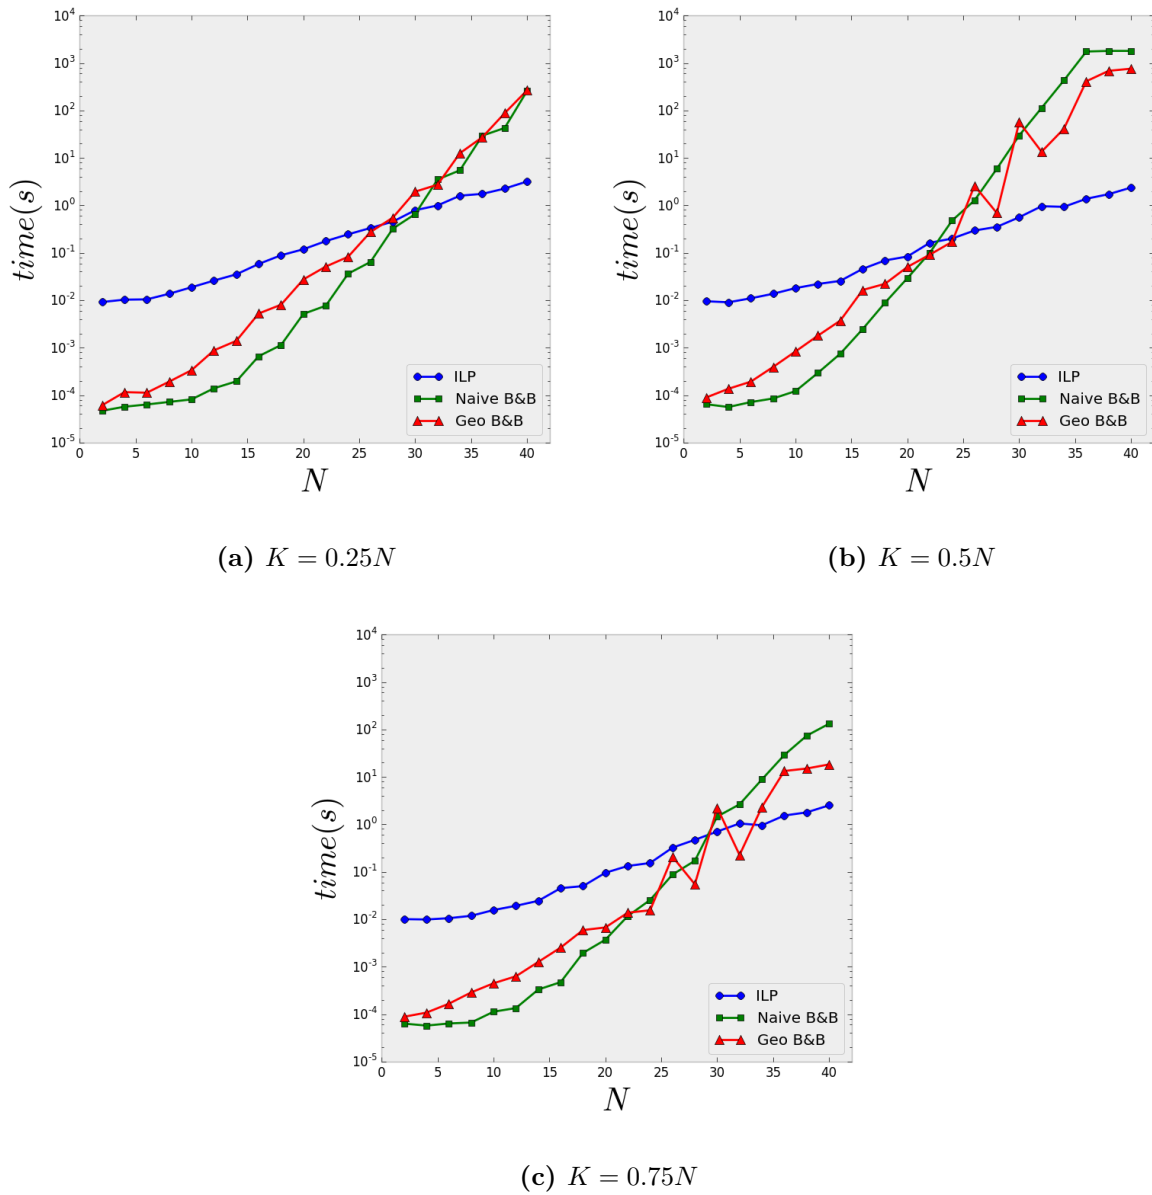 10^4
10^3
10^2
10^1
10^0
10^-1
10^-2
10^-3
10^-4
10^-5
time(s)
0 5 10 15 20 25 30 35 40
N
ILP
Naive B&B
Geo B&B
(a) K = 0.25N
10^4
10^3
10^2
10^1
10^0
10^-1
10^-2
10^-3
10^-4
10^-5
time(s)
0 5 10 15 20 25 30 35 40
N
ILP
Naive B&B
Geo B&B
(b) K = 0.5N
10^4
10^3
10^2
10^1
10^0
10^-1
10^-2
10^-3
10^-4
10^-5
time(s)
0 5 10 15 20 25 30 35 40
N
ILP
Naive B&B
Geo B&B
(c) K = 0.75N